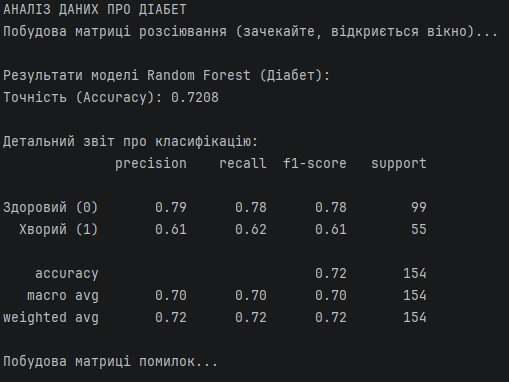 АНАЛІЗ ДАНИХ ПРО ДІАБЕТ
Побудова матриці розсіювання (зачекайте, відкриється вікно)...
Результати моделі Random Forest (Діабет):
Точність (Accuracy): 0.7208
Детальний звіт про класифікацію:
precision recall f1-score support
Здоровий (0) 0.79 0.78 0.78 99
Хворий (1) 0.61 0.62 0.61 55
accuracy 0.72 154
macro avg 0.70 0.70 0.70 154
weighted avg 0.72 0.72 0.72 154
Побудова матриці помилок...